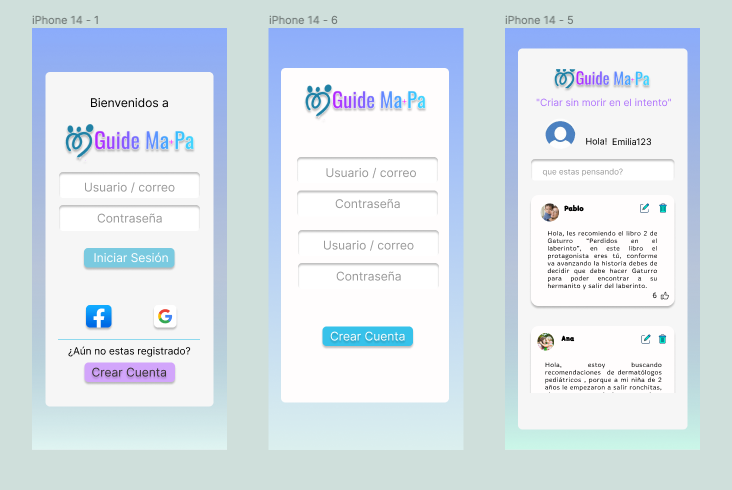 iPhone 14 - 1
Bienvenidos a
Guide Ma+Pa
Usuario / correo
Contraseña
Iniciar Sesión
¿Aún no estas registrado?
Crear Cuenta
iPhone 14 - 6
Guide Ma+Pa
Usuario / correo
Contraseña
Usuario / correo
Contraseña
Crear Cuenta
iPhone 14 - 5
Guide Ma+Pa
"Criar sin morir en el intento"
Hola! Emilia123
que estas pensando?
Pablo
Hola, les recomiendo el libro 2 de
Gaturro "Perdidos en el
laberinto", en este libro el
protagonista eres tú, conforme
va avanzando la historia debes de
decidir que debe hacer Gaturro
para poder encontrar a su
hermanito y salir del laberinto.
6
Ana
Hola, estoy buscando
recomendaciones de dermatólogos
pediátricos , porque a mi niña de 2
años le empezaron a salir ronchitas,